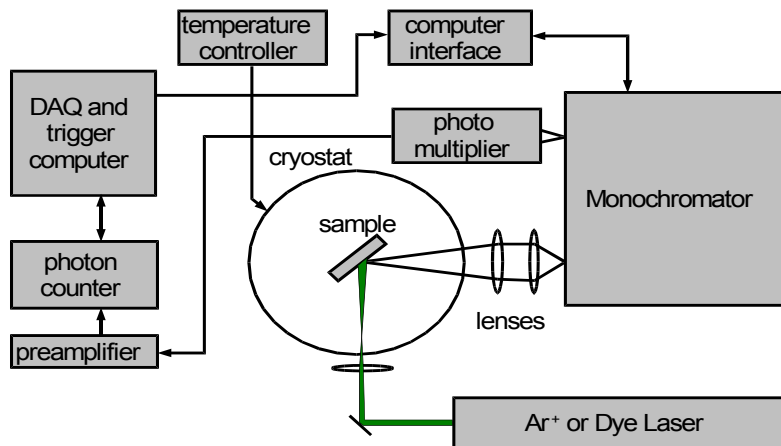 temperature
controller
computer
interface
DAQ and
trigger
computer
photo
multiplier
cryostat
Monochromator
sample
photon
counter
lenses
preamplifier
Ar⁺ or Dye Laser